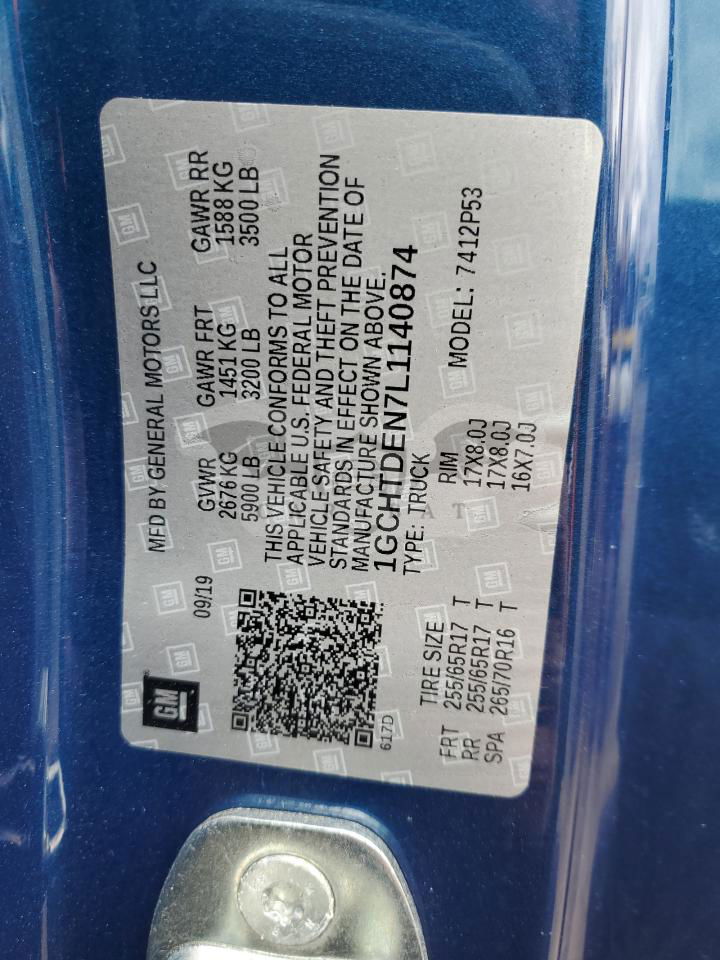 GM
MFD BY GENERAL MOTORS LLC
09/19
GVWR GAWR FRT GAWR RR
2676 KG 1451 KG 1588 KG
5900 LB 3200 LB 3500 LB
THIS VEHICLE CONFORMS TO ALL
APPLICABLE U.S. FEDERAL MOTOR
VEHICLE SAFETY AND THEFT PREVENTION
STANDARDS IN EFFECT ON THE DATE OF
MANUFACTURE SHOWN ABOVE.
1GCHTDEN7L1140874
TYPE: TRUCK MODEL: 7412P53
617D
TIRE SIZE RIM
FRT 255/65R17 T 17X8.0J
RR 255/65R17 T 17X8.0J
SPA 265/70R16 T 16X7.0J